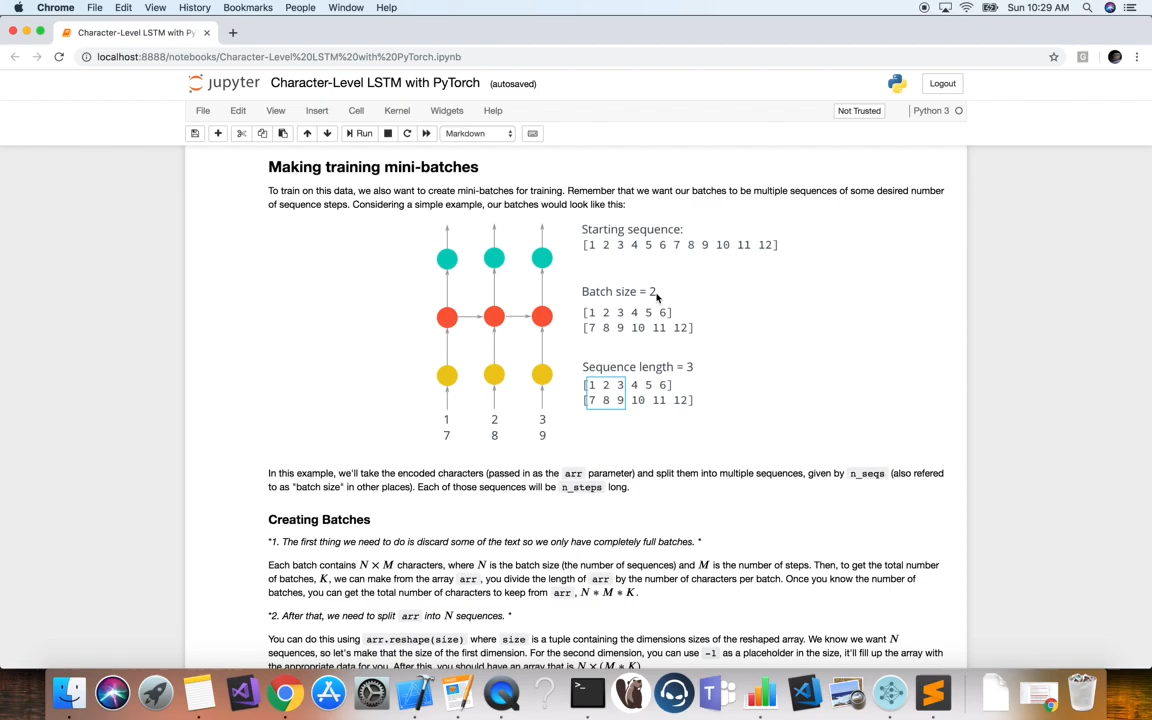 Chrome File Edit View History Bookmarks People Window Help Sun 10:29 AM
Character-Level LSTM with Py
localhost:8888/notebooks/Character-Level%20LSTM%20with%20PyTorch.ipynb
jupyter Character-Level LSTM with PyTorch (autosaved) Logout
File Edit View Insert Cell Kernel Widgets Help Not Trusted Python 3
Run Markdown
Making training mini-batches
To train on this data, we also want to create mini-batches for training. Remember that we want our batches to be multiple sequences of some desired number
of sequence steps. Considering a simple example, our batches would look like this:
Starting sequence:
[1 2 3 4 5 6 7 8 9 10 11 12]
Batch size = 2
[1 2 3 4 5 6]
[7 8 9 10 11 12]
Sequence length = 3
[1 2 3 4 5 6]
[7 8 9 10 11 12]
1 2 3
7 8 9
In this example, we'll take the encoded characters (passed in as the arr parameter) and split them into multiple sequences, given by n_seqs (also refered
to as "batch size" in other places). Each of those sequences will be n_steps long.
Creating Batches
*1. The first thing we need to do is discard some of the text so we only have completely full batches. *
Each batch contains N × M characters, where N is the batch size (the number of sequences) and M is the number of steps. Then, to get the total number
of batches, K, we can make from the array arr, you divide the length of arr by the number of characters per batch. Once you know the number of
batches, you can get the total number of characters to keep from arr, N * M * K.
*2. After that, we need to split arr into N sequences. *
You can do this using arr.reshape(size) where size is a tuple containing the dimensions sizes of the reshaped array. We know we want N
sequences, so let's make that the size of the first dimension. For the second dimension, you can use -1 as a placeholder in the size, it'll fill up the array with
the appropriate data for you. After this, you should have an array that is N × (M * K).